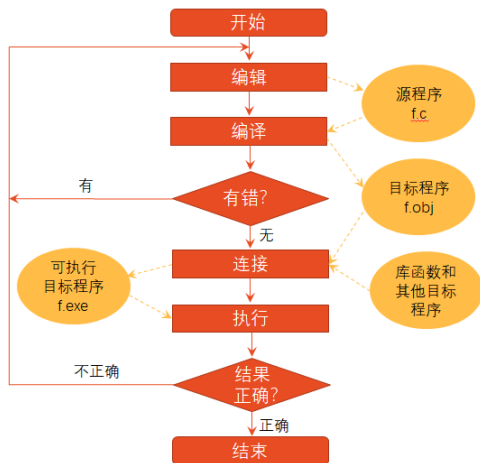 开始
编辑
源程序
f.c
编译
有
有错?
目标程序
f.obj
无
可执行
目标程序
f.exe
连接
库函数和
其他目标
程序
执行
不正确
结果
正确?
正确
结束